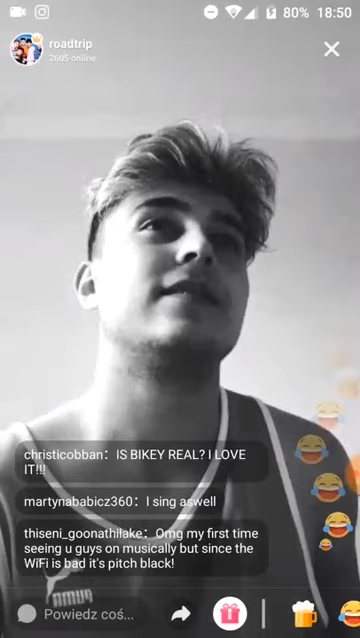 80% 18:50
roadtrip
2605 online
christicobban: IS BIKEY REAL? I LOVE
IT!!!
martynababicz360: I sing aswell
thiseni_goonathilake: Omg my first time
seeing u guys on musically but since the
WiFi is bad it's pitch black!
Powiedz coś...